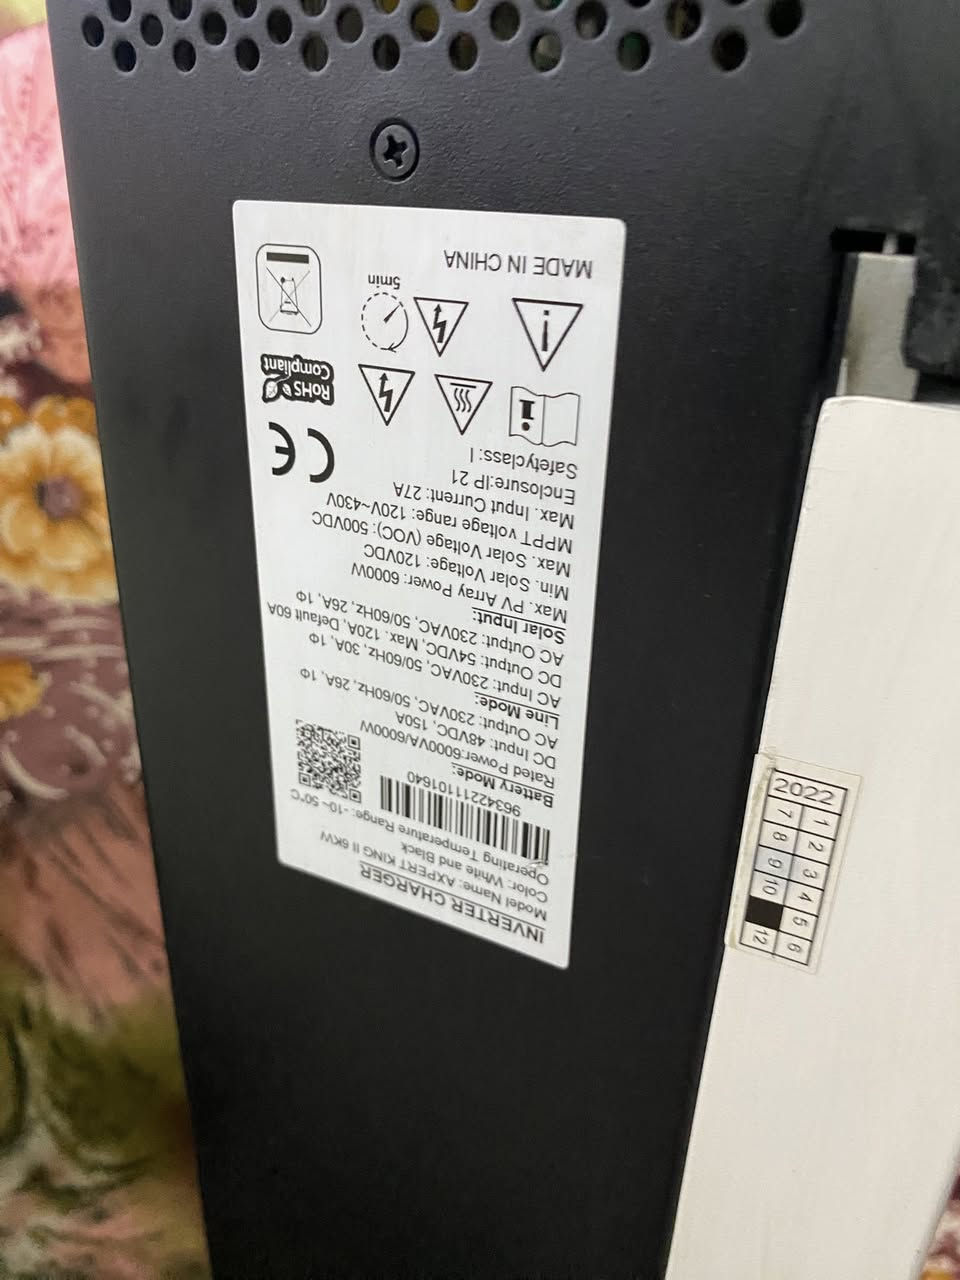 INVERTER CHARGER
Model Name: AXPERT KING II 6KW
Color: White and Black
Operating Temperature Range: -10~ 50°C
96342211101640
Battery Mode:
Rated Power:6000VA/6000W
DC Input: 48VDC, 150A
AC Output: 230VAC, 50/60Hz, 26A, 1Φ
Line Mode:
AC Input: 230VAC, 50/60Hz, 30A, 1Φ
DC Output: 54VDC, Max. 120A, Default 60A
AC Output: 230VAC, 50/60Hz, 26A, 1Φ
Solar Input:
Max. PV Array Power: 6000W
Min. Solar Voltage: 120VDC
Max. Solar Voltage (VOC): 500VDC
MPPT voltage range: 120V~430V
Max. Input Current: 27A
Enclosure:IP 21
Safetyclass: I
CE
RoHS
Compliant
5min
MADE IN CHINA
2022
1 7
2 8
3 9
4 10
5
6 12